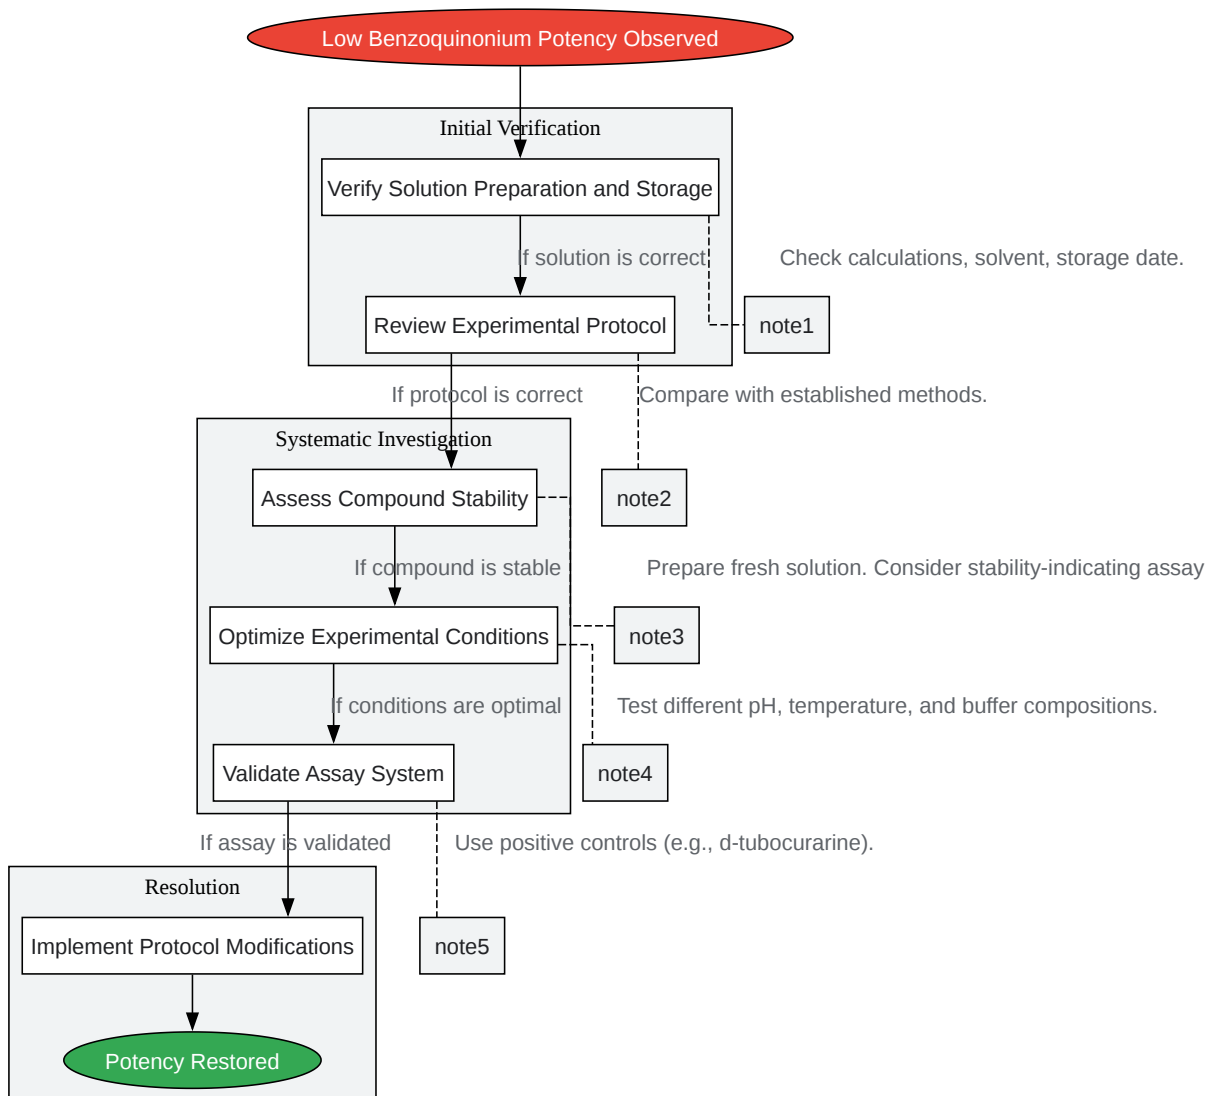 Low Benzoquinonium Potency Observed
Initial Verification
Verify Solution Preparation and Storage
If solution is correct
Check calculations, solvent, storage date.
Review Experimental Protocol
note1
If protocol is correct
Compare with established methods.
Systematic Investigation
Assess Compound Stability
note2
If compound is stable
Prepare fresh solution. Consider stability-indicating assay
Optimize Experimental Conditions
note3
If conditions are optimal
Test different pH, temperature, and buffer compositions.
Validate Assay System
note4
If assay is validated
Use positive controls (e.g., d-tubocurarine).
Resolution
Implement Protocol Modifications
note5
Potency Restored